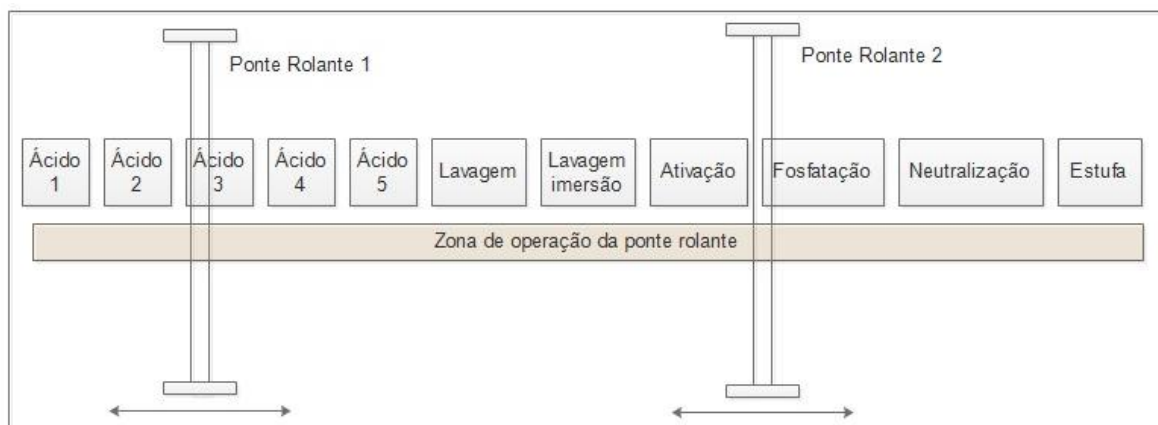 Ponte Rolante 1
Ponte Rolante 2
Ácido
1
Ácido
2
Ácido
3
Ácido
4
Ácido
5
Lavagem
Lavagem
imersão
Ativação
Fosfatação
Neutralização
Estufa
Zona de operação da ponte rolante